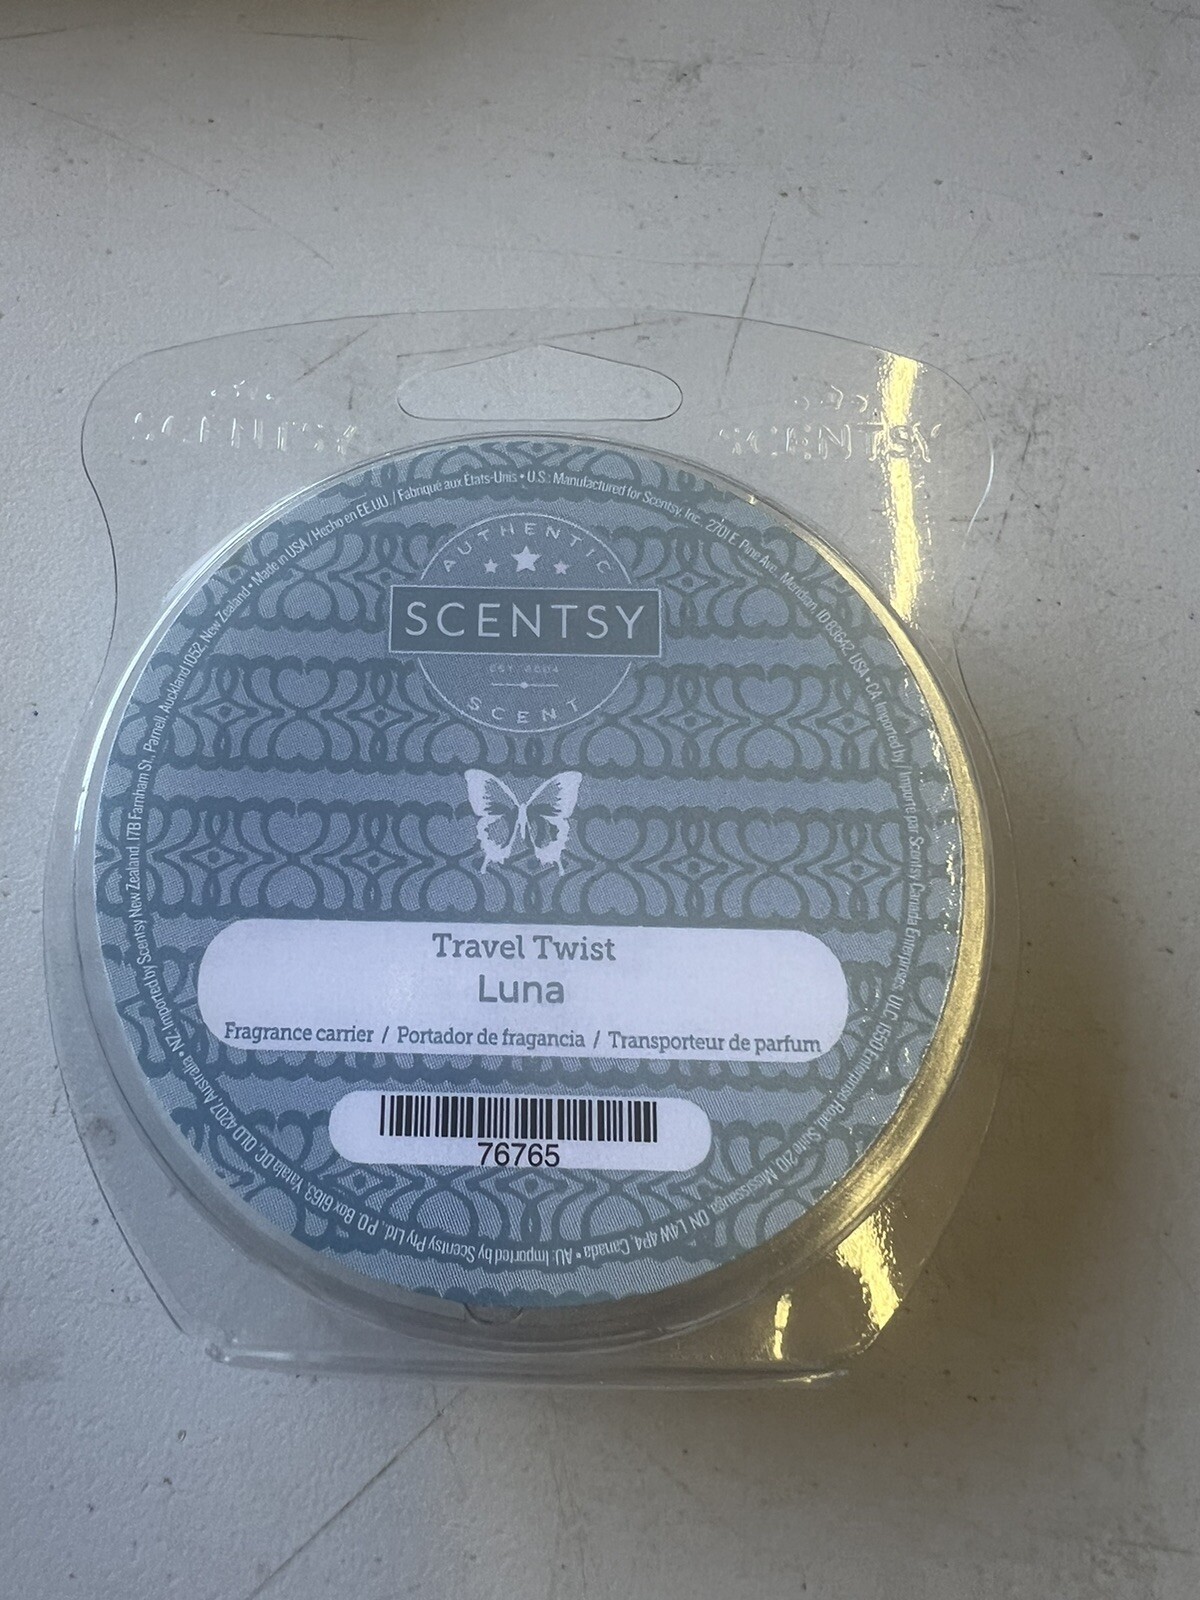 SCENTSY
SCENTSY
Made in USA / Hecho en EE.UU. / Fabriqué aux États-Unis • U.S.: Manufactured for Scentsy, Inc. 2701 E. Pine Ave., Meridian, ID 83642, USA • CA: Imported by / Importé par Scentsy Canada Enterprises, ULC, 1550 Enterprise Road, Suite 210, Mississauga, ON L4W 4P4, Canada • AU: Imported by Scentsy Pty Ltd., P.O. Box 6163, Yatala DC, QLD 4207, Australia • NZ: Imported by Scentsy New Zealand, 17B Farnham St., Parnell, Auckland 1052, New Zealand •
AUTHENTIC
SCENTSY
EST. 2004
SCENT
Travel Twist
Luna
Fragrance carrier / Portador de fragancia / Transporteur de parfum
76765